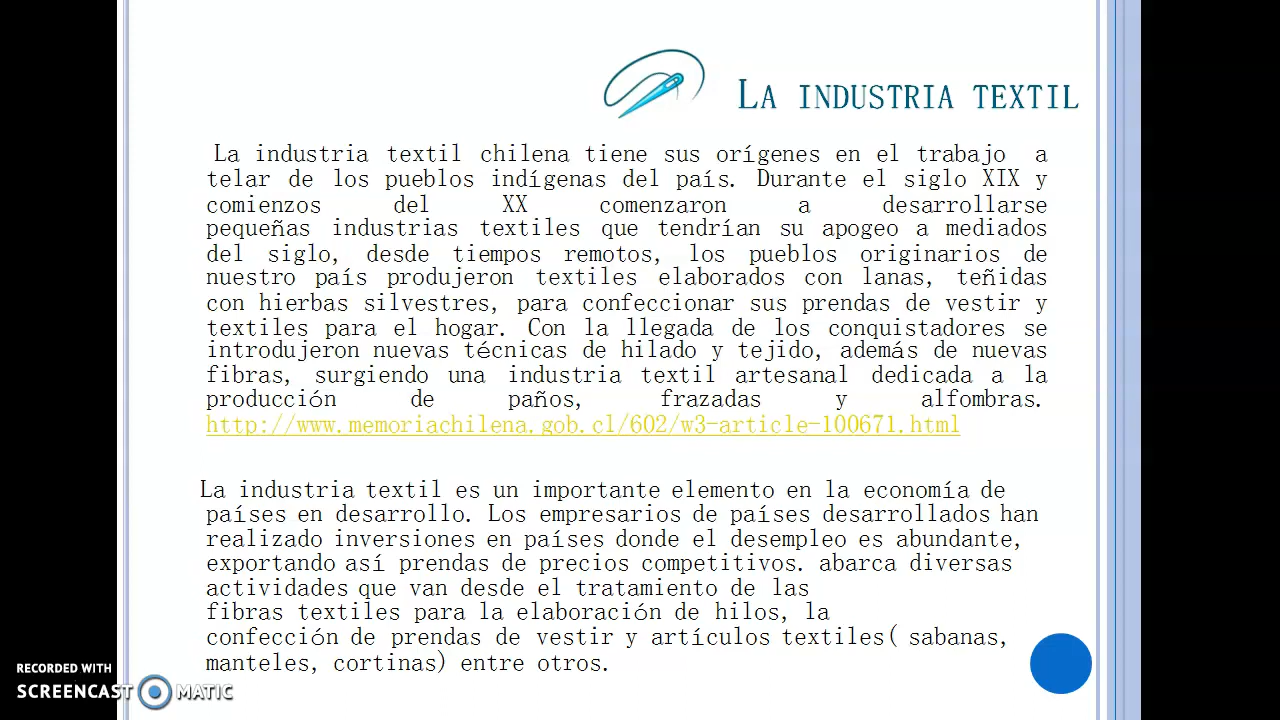 LA INDUSTRIA TEXTIL
La industria textil chilena tiene sus orígenes en el trabajo a
telar de los pueblos indígenas del país. Durante el siglo XIX y
comienzos del XX comenzaron a desarrollarse
pequeñas industrias textiles que tendrían su apogeo a mediados
del siglo, desde tiempos remotos, los pueblos originarios de
nuestro país produjeron textiles elaborados con lanas, teñidas
con hierbas silvestres, para confeccionar sus prendas de vestir y
textiles para el hogar. Con la llegada de los conquistadores se
introdujeron nuevas técnicas de hilado y tejido, además de nuevas
fibras, surgiendo una industria textil artesanal dedicada a la
producción de paños, frazadas y alfombras.
http://www.memoriachilena.gob.cl/602/w3-article-100671.html
La industria textil es un importante elemento en la economía de
países en desarrollo. Los empresarios de países desarrollados han
realizado inversiones en países donde el desempleo es abundante,
exportando así prendas de precios competitivos. abarca diversas
actividades que van desde el tratamiento de las
fibras textiles para la elaboración de hilos, la
confección de prendas de vestir y artículos textiles( sabanas,
manteles, cortinas) entre otros.
RECORDED WITH
SCREENCAST MATIC